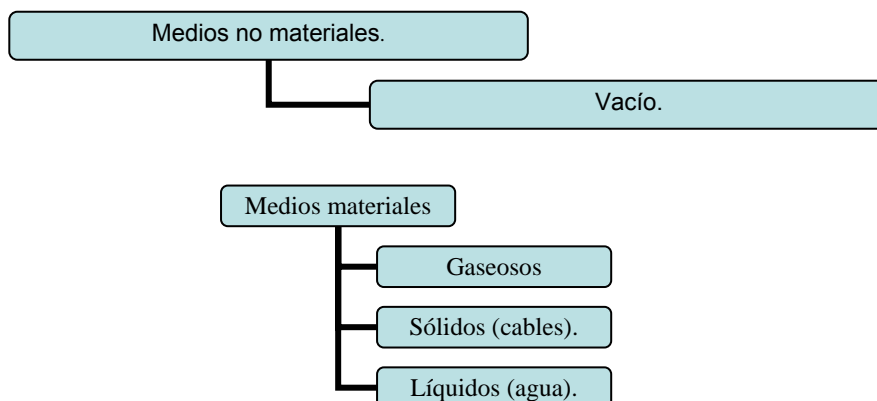 Medios no materiales.
Vacío.
Medios materiales
Gaseosos
Sólidos (cables).
Líquidos (agua).